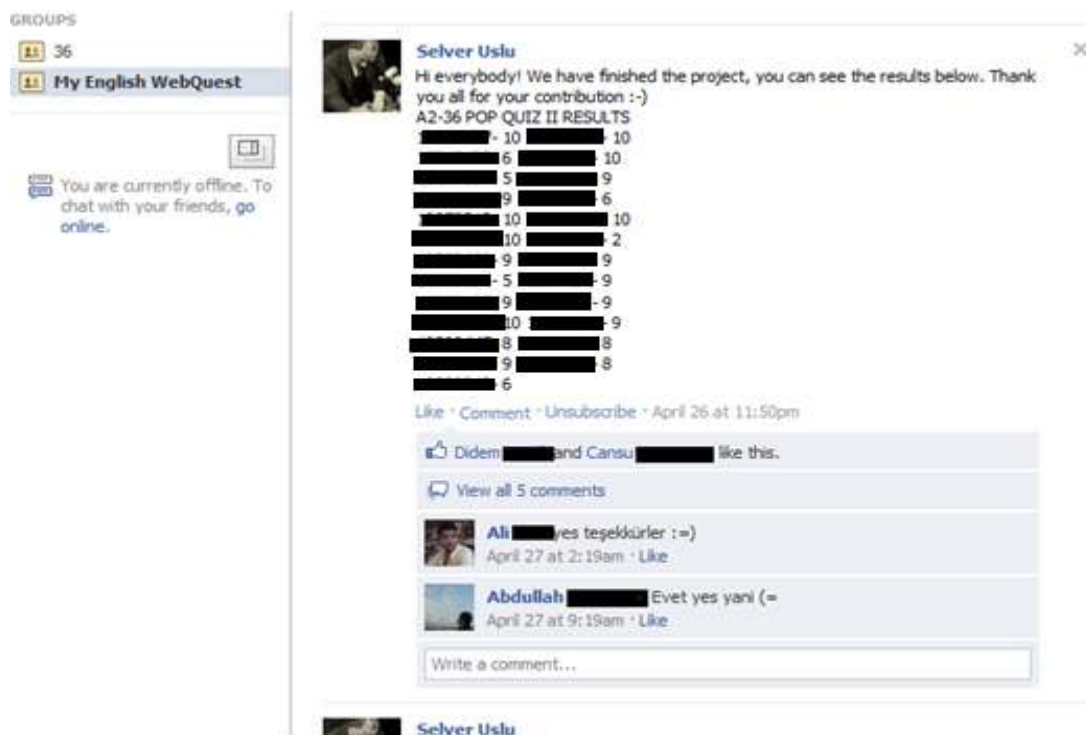 GROUPS
36
My English WebQuest
You are currently offline. To
chat with your friends, go
online.
Selver Uslu
Hi everybody! We have finished the project, you can see the results below. Thank
you all for your contribution :-)
A2-36 POP QUIZ II RESULTS
- 10 - 10
6 - 10
5 9
9 - 6
10 10
10 - 2
- 9 9
- 5 - 9
9 - 9
10 - 9
8 8
9 - 8
- 6
Like · Comment · Unsubscribe · April 26 at 11:50pm
Didem and Cansu like this.
View all 5 comments
Ali yes teşekkürler :=)
April 27 at 2:19am · Like
Abdullah Evet yes yani (=
April 27 at 9:19am · Like
Write a comment...
Selver Uslu